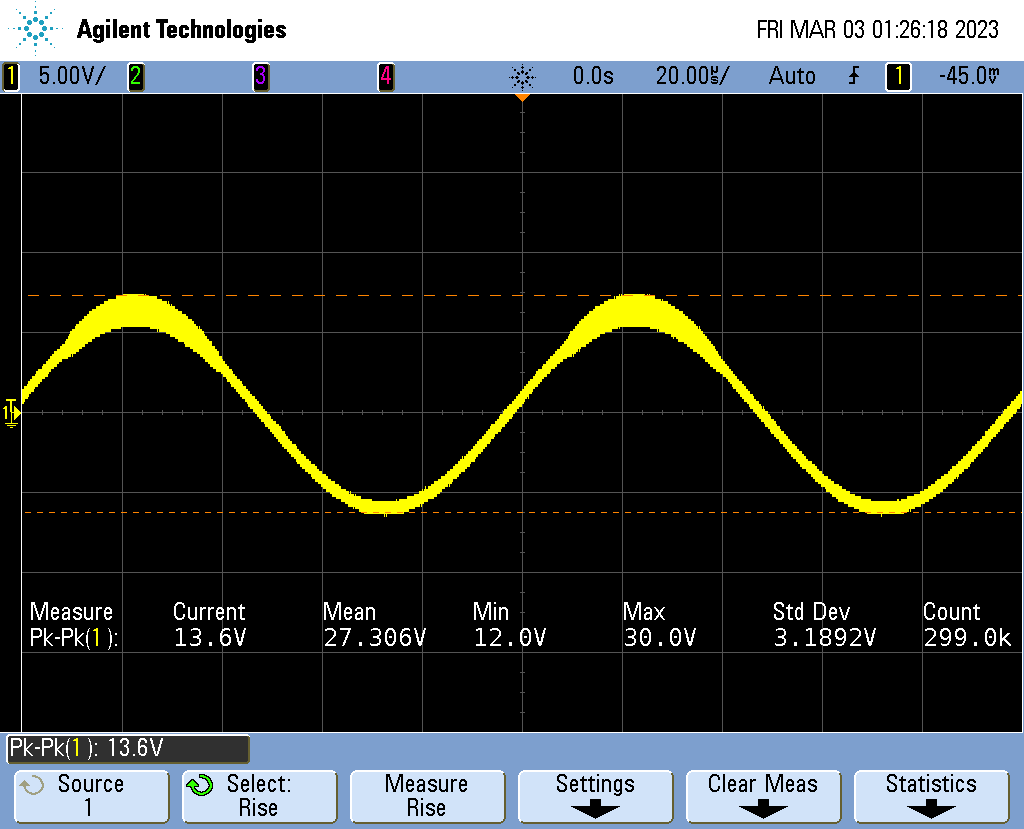 Agilent Technologies FRI MAR 03 01:26:18 2023
1 5.00V/ 2 3 4 0.0s 20.00µs/ Auto 1 -45.0mV
1
Measure Current Mean Min Max Std Dev Count
Pk-Pk(1): 13.6V 27.306V 12.0V 30.0V 3.1892V 299.0k
Pk-Pk(1): 13.6V
Source Select: Measure Settings Clear Meas Statistics
1 Rise Rise